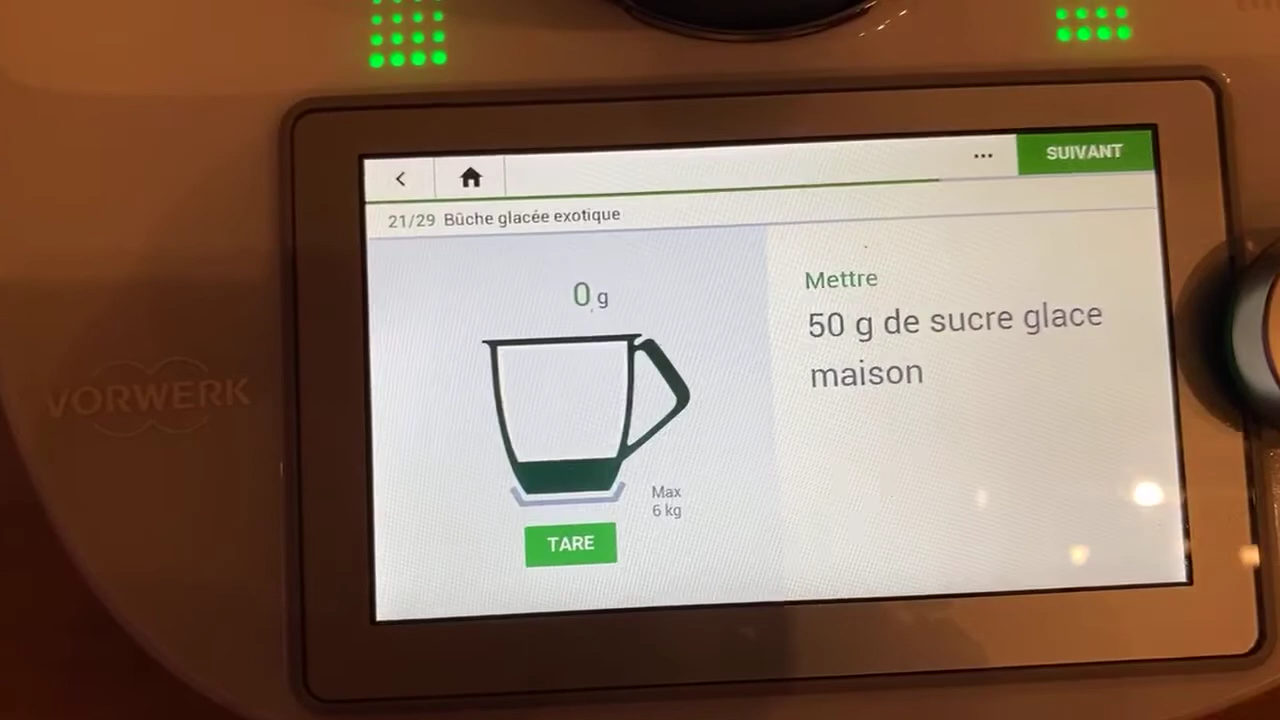 SUIVANT
21/29 Bûche glacée exotique
0 g
Mettre
50 g de sucre glace
maison
VORWERK
Max
6 kg
TARE